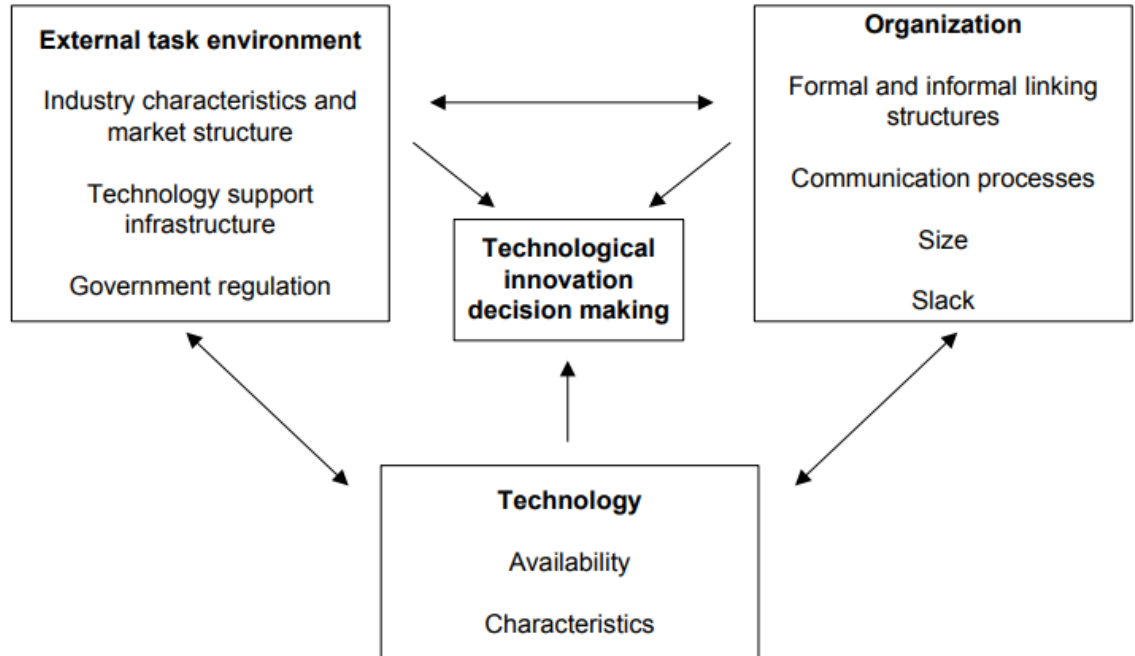 External task environment
Industry characteristics and
market structure
Technology support
infrastructure
Government regulation
Organization
Formal and informal linking
structures
Communication processes
Size
Slack
Technological
innovation
decision making
Technology
Availability
Characteristics